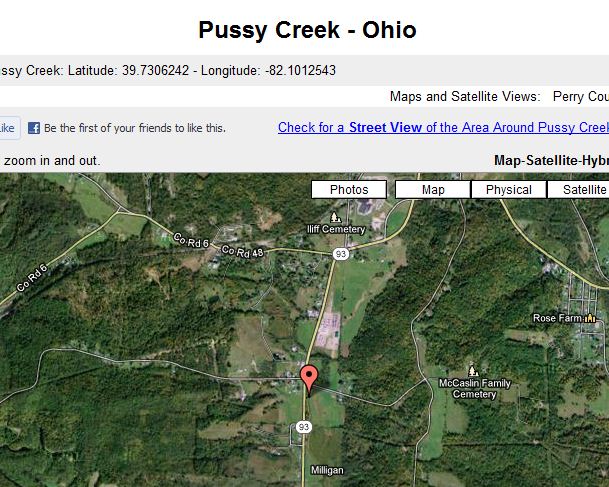 Pussy Creek - Ohio
ssy Creek: Latitude: 39.7306242 - Longitude: -82.1012543
Maps and Satellite Views: Perry Cou
ike
Be the first of your friends to like this.
Check for a Street View of the Area Around Pussy Creek
zoom in and out.
Map-Satellite-Hybr
Photos
Map
Physical
Satellite
Iliff Cemetery
Co Rd 6
Co Rd 48
93
Co Rd 6
Rose Farm
McCaslin Family
Cemetery
93
Milligan